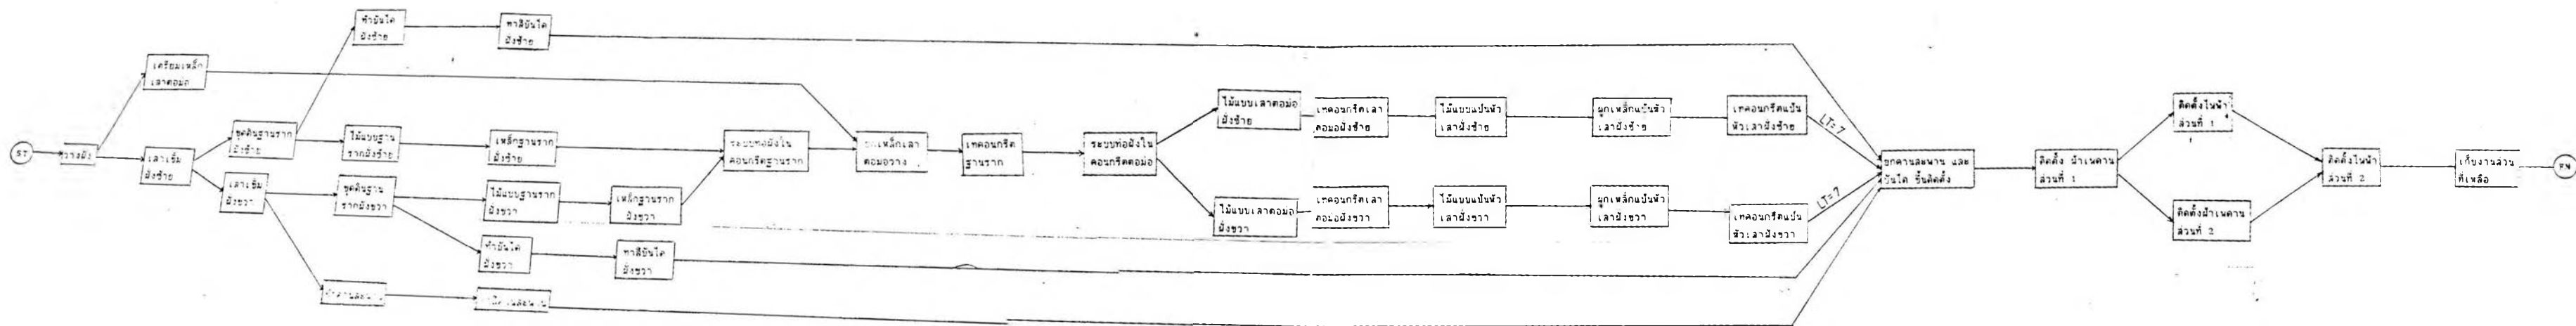 ทำบันได
ฝั่งซ้าย
ทาสีบันได
ฝั่งซ้าย
เตรียมเหล็ก
เสาตอม่อ
ST
วางผัง
เสาเข็ม
ฝั่งซ้าย
ขุดดินฐานราก
ฝั่งซ้าย
ไม้แบบฐาน
รากฝั่งซ้าย
เหล็กฐานราก
ฝั่งซ้าย
ระบบท่อฝังใน
คอนกรีตฐานราก
เหล็กเสา
ตอม่อวาง
เทคอนกรีต
ฐานราก
ระบบท่อฝังใน
คอนกรีตตอม่อ
ไม้แบบเสาตอม่อ
ฝั่งซ้าย
เทคอนกรีตเสา
ตอม่อฝั่งซ้าย
ไม้แบบแป้นหัว
เสาฝั่งซ้าย
ผูกเหล็กแป้นหัว
เสาฝั่งซ้าย
เทคอนกรีตแป้น
หัวเสาฝั่งซ้าย
LT=7
เสาเข็ม
ฝั่งขวา
ขุดดินฐาน
รากฝั่งขวา
ไม้แบบฐานราก
ฝั่งขวา
เหล็กฐานราก
ฝั่งขวา
ไม้แบบเสาตอม่อ
ฝั่งขวา
เทคอนกรีตเสา
ตอม่อฝั่งขวา
ไม้แบบแป้นหัว
เสาฝั่งขวา
ผูกเหล็กแป้นหัว
เสาฝั่งขวา
เทคอนกรีตแป้น
หัวเสาฝั่งขวา
LT=7
ทำบันได
ฝั่งขวา
ทาสีบันได
ฝั่งขวา
ทำคานสะพาน
ทาสีคานสะพาน
ยกคานสะพาน และ
บันได ขึ้นติดตั้ง
ติดตั้ง ฝ้าเพดาน
ส่วนที่ 1
ติดตั้งไฟฟ้า
ส่วนที่ 1
ติดตั้งฝ้าเพดาน
ส่วนที่ 2
ติดตั้งไฟฟ้า
ส่วนที่ 2
เก็บงานส่วน
ที่เหลือ
FN